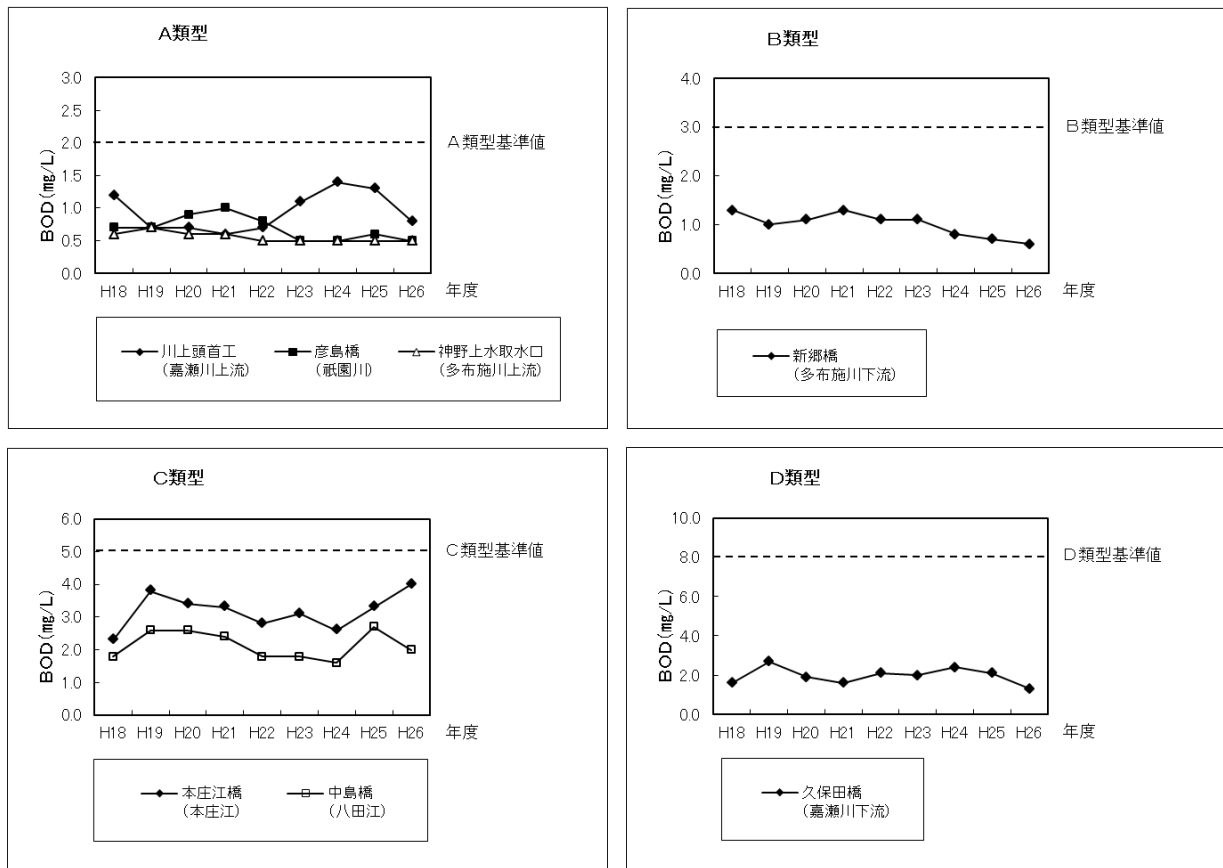 A類型
3.0
2.5
2.0
1.5
1.0
0.5
0.0
BOD(㎎/L)
A類型基準値
H18 H19 H20 H21 H22 H23 H24 H25 H26 年度
川上頭首工 彦島橋 神野上水取水口
(嘉瀬川上流) (祇園川) (多布施川上流)
B類型
4.0
3.0
2.0
1.0
0.0
BOD(㎎/L)
B類型基準値
H18 H19 H20 H21 H22 H23 H24 H25 H26 年度
新郷橋
(多布施川下流)
C類型
6.0
5.0
4.0
3.0
2.0
1.0
0.0
BOD(㎎/L)
C類型基準値
H18 H19 H20 H21 H22 H23 H24 H25 H26 年度
本庄江橋 中島橋
(本庄江) (八田江)
D類型
10.0
8.0
6.0
4.0
2.0
0.0
BOD(㎎/L)
D類型基準値
H18 H19 H20 H21 H22 H23 H24 H25 H26 年度
久保田橋
(嘉瀬川下流)